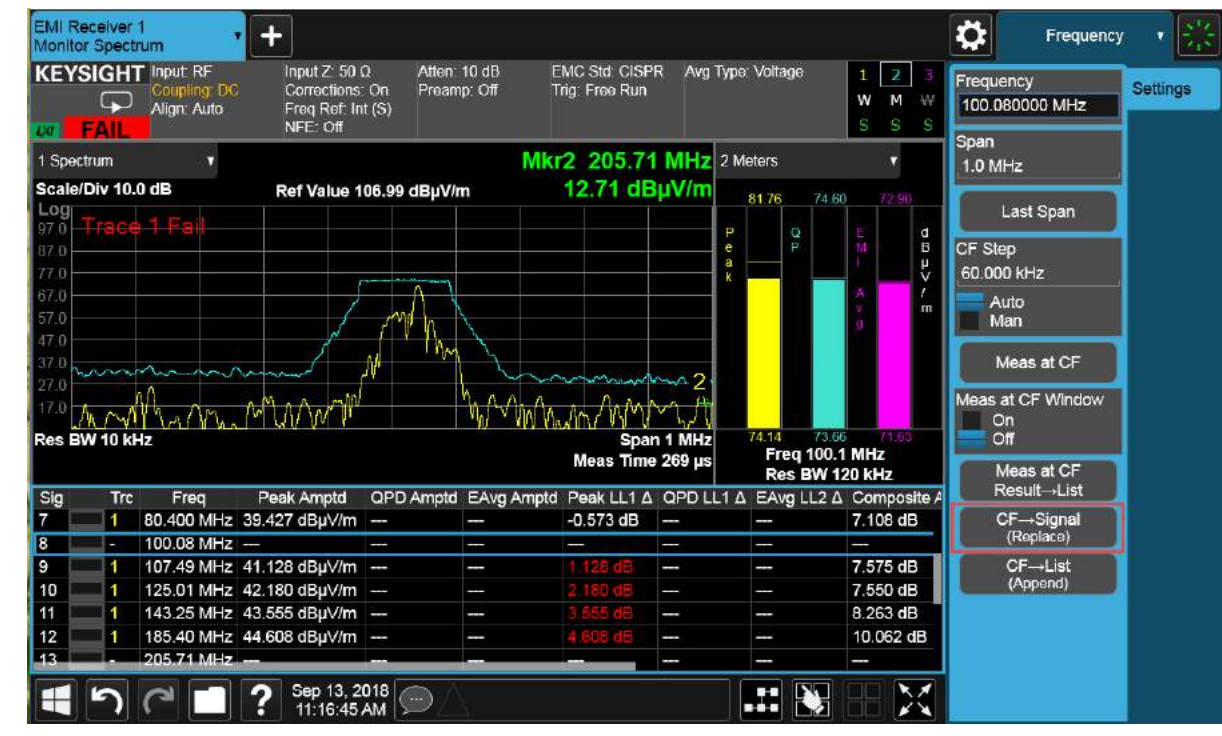 EMI Receiver 1
Monitor Spectrum
Frequency
KEYSIGHT
Input: RF
Coupling: DC
Align: Auto
Input Z: 50 Ω
Corrections: On
Freq Ref: Int (S)
NFE: Off
Atten: 10 dB
Preamp: Off
EMC Std: CISPR
Trig: Free Run
Avg Type: Voltage
1 2 3
W M W
S S S
LXI FAIL
Frequency
100.080000 MHz
Settings
Span
1.0 MHz
Last Span
CF Step
60.000 kHz
Auto
Man
Meas at CF
Meas at CF Window
On
Off
Meas at CF
Result→List
CF→Signal
(Replace)
CF→List
(Append)
1 Spectrum
Mkr2 205.71 MHz
Scale/Div 10.0 dB
Ref Value 106.99 dBµV/m
12.71 dBµV/m
Log
Trace 1 Fail
97.0
87.0
77.0
67.0
57.0
47.0
37.0
27.0
17.0
2
Res BW 10 kHz
Span 1 MHz
Meas Time 269 µs
2 Meters
81.76 74.60 72.90
Peak
QP
EMI Avg
dBµV/m
74.14 73.66 71.63
Freq 100.1 MHz
Res BW 120 kHz
Sig Trc Freq Peak Amptd QPD Amptd EAvg Amptd Peak LL1 Δ QPD LL1 Δ EAvg LL2 Δ Composite A
7 1 80.400 MHz 39.427 dBµV/m --- --- -0.573 dB --- --- 7.108 dB
8 - 100.08 MHz --- --- --- --- --- --- ---
9 1 107.49 MHz 41.128 dBµV/m --- --- 1.128 dB --- --- 7.575 dB
10 1 125.01 MHz 42.180 dBµV/m --- --- 2.180 dB --- --- 7.550 dB
11 1 143.25 MHz 43.555 dBµV/m --- --- 3.555 dB --- --- 8.263 dB
12 1 185.40 MHz 44.608 dBµV/m --- --- 4.608 dB --- --- 10.062 dB
13 - 205.71 MHz --- --- --- --- --- --- ---
?
Sep 13, 2018
11:16:45 AM